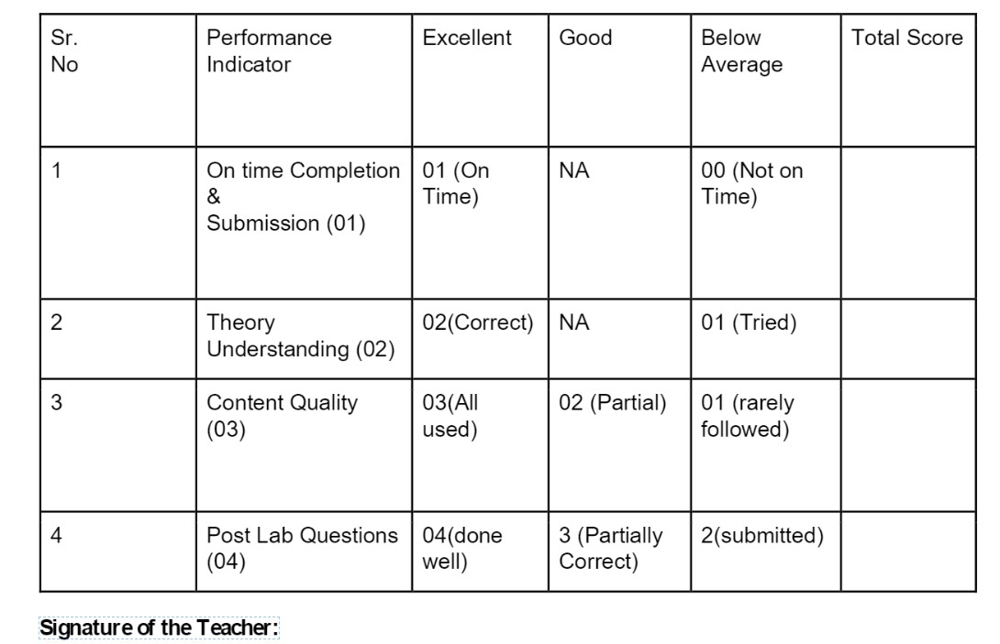 Sr. No
Performance Indicator
Excellent
Good
Below Average
Total Score
1
On time Completion
&
Submission (01)
01 (On
Time)
NA
00 (Not on
Time)
2
Theory
Understanding (02)
02(Correct)
NA
01 (Tried)
3
Content Quality
(03)
03(All
used)
02 (Partial)
01 (rarely
followed)
4
Post Lab Questions
(04)
04(done
well)
3 (Partially
Correct)
2(submitted)
Signature of the Teacher: